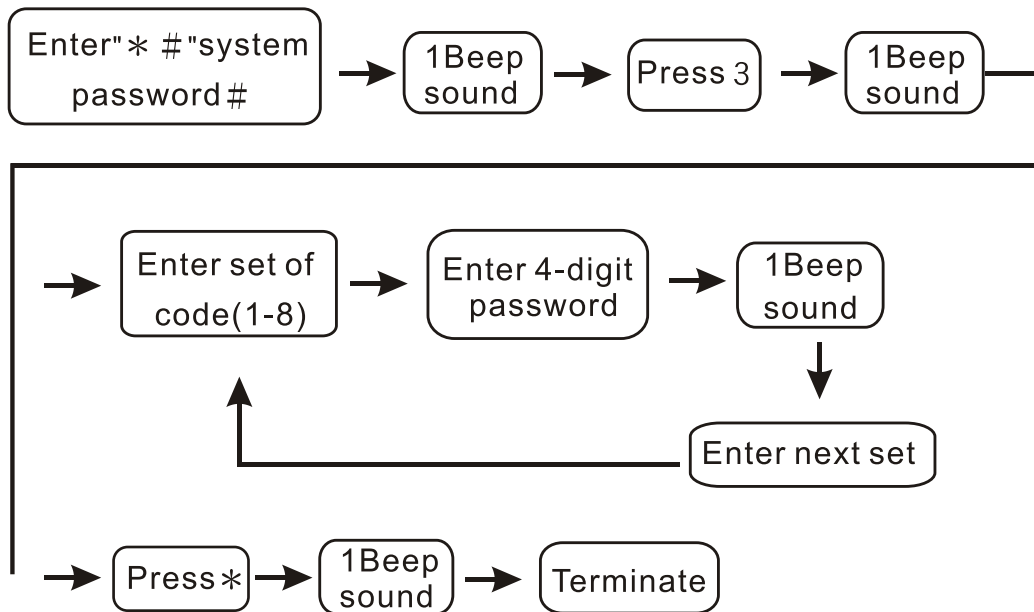 Enter"* #"system
password#
1Beep
sound
Press 3
1Beep
sound
Enter set of
code(1-8)
Enter 4-digit
password
1Beep
sound
Enter next set
Press*
1Beep
sound
Terminate